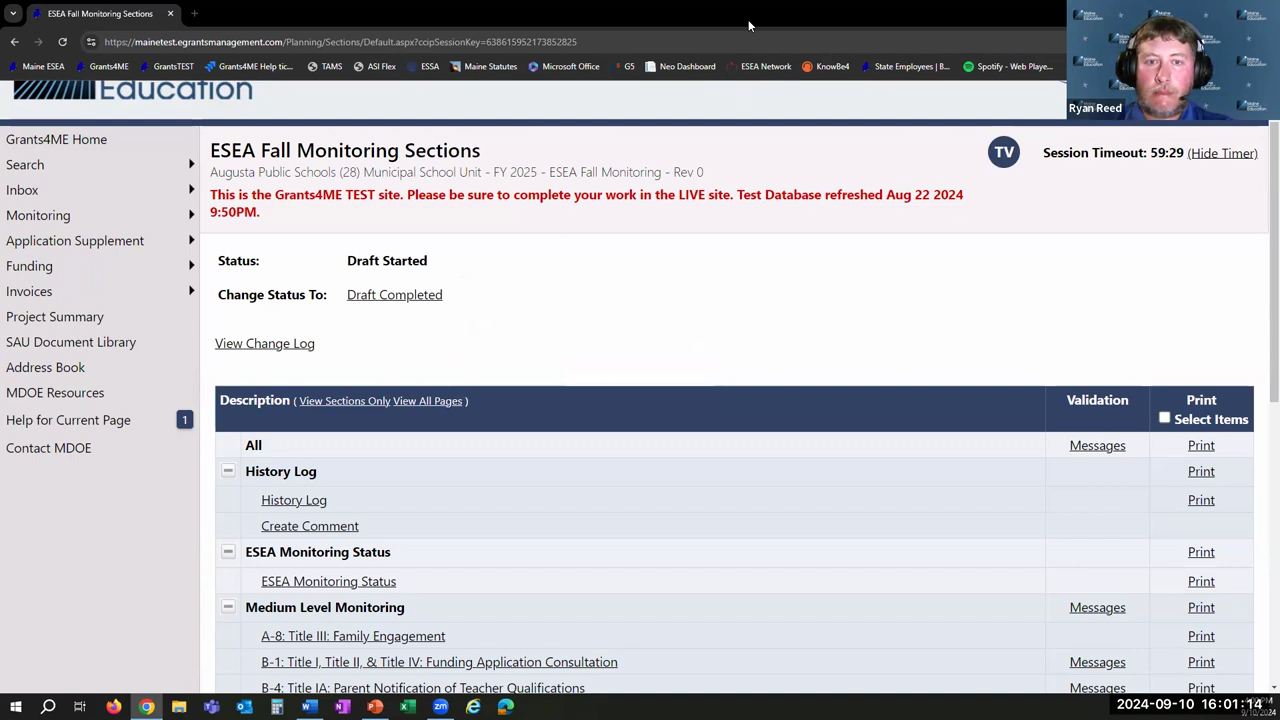 ESEA Fall Monitoring Sections
https://mainetest.egrantsmanagement.com/Planning/Sections/Default.aspx?ccipSessionKey=638615952173852825
Maine ESEA
Grants4ME
GrantsTEST
Grants4ME Help tic...
TAMS
ASI Flex
ESSA
Maine Statutes
Microsoft Office
G5
Neo Dashboard
ESEA Network
KnowBe4
State Employees | B...
Spotify - Web Playe...
Ryan Reed
Education
Grants4ME Home
Search
Inbox
Monitoring
Application Supplement
Funding
Invoices
Project Summary
SAU Document Library
Address Book
MDOE Resources
Help for Current Page 1
Contact MDOE
ESEA Fall Monitoring Sections
Augusta Public Schools (28) Municipal School Unit - FY 2025 - ESEA Fall Monitoring - Rev 0
TV
Session Timeout: 59:29 (Hide Timer)
This is the Grants4ME TEST site. Please be sure to complete your work in the LIVE site. Test Database refreshed Aug 22 2024
9:50PM.
Status: Draft Started
Change Status To: Draft Completed
View Change Log
Description ( View Sections Only View All Pages ) Validation Print
Select Items
All Messages Print
History Log Print
History Log Print
Create Comment
ESEA Monitoring Status Print
ESEA Monitoring Status Print
Medium Level Monitoring Messages Print
A-8: Title III: Family Engagement Print
B-1: Title I, Title II, & Title IV: Funding Application Consultation Messages Print
B-4: Title IA: Parent Notification of Teacher Qualifications Messages Print
2024-09-10 16:01:14